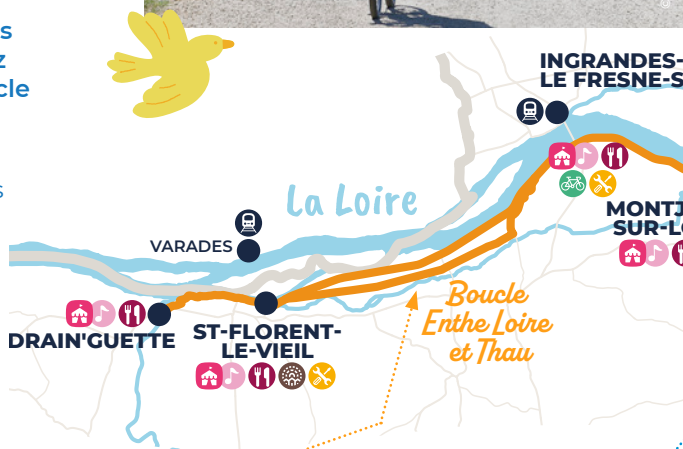 s
z
cle
s
INGRANDES-
LE FRESNE-S
La Loire
VARADES
MONTJ
SUR-L
DRAIN'GUETTE
ST-FLORENT-
LE-VIEIL
Boucle
Enthe Loire
et Thau